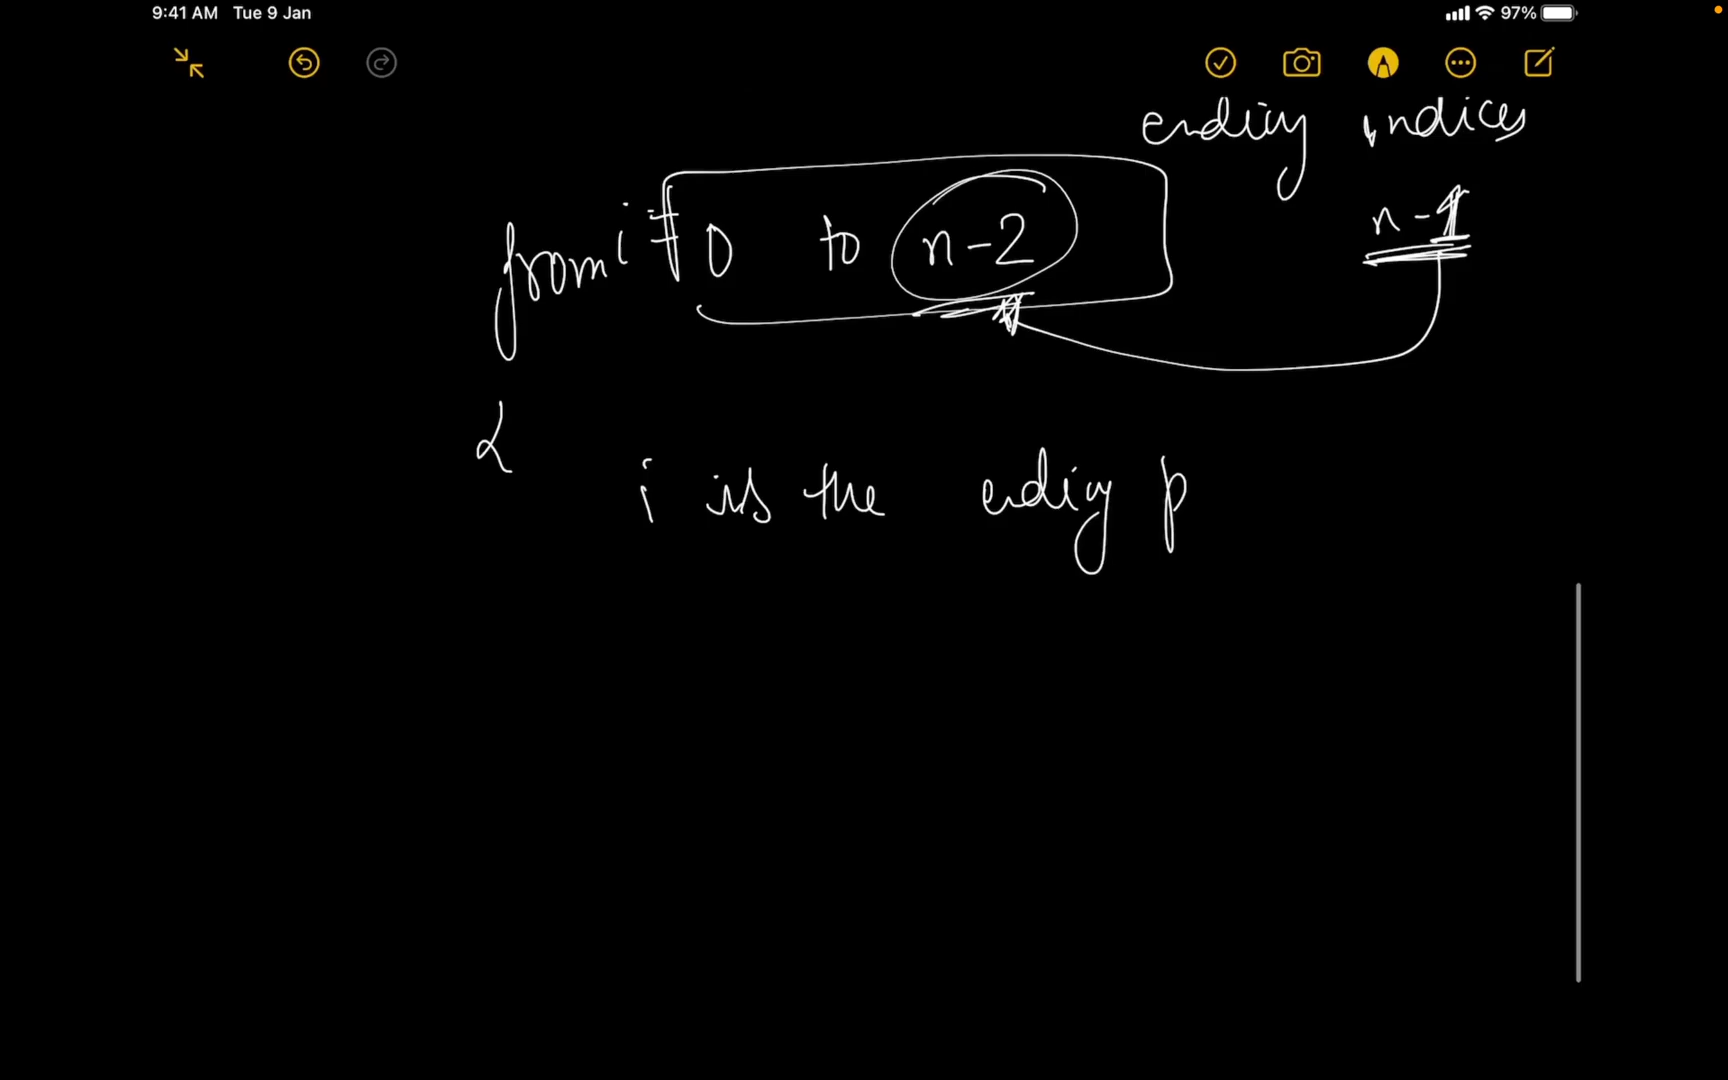 9:41 AM Tue 9 Jan 97%
ending indices
from i = 0 to n-2 n-1
i is the ending p